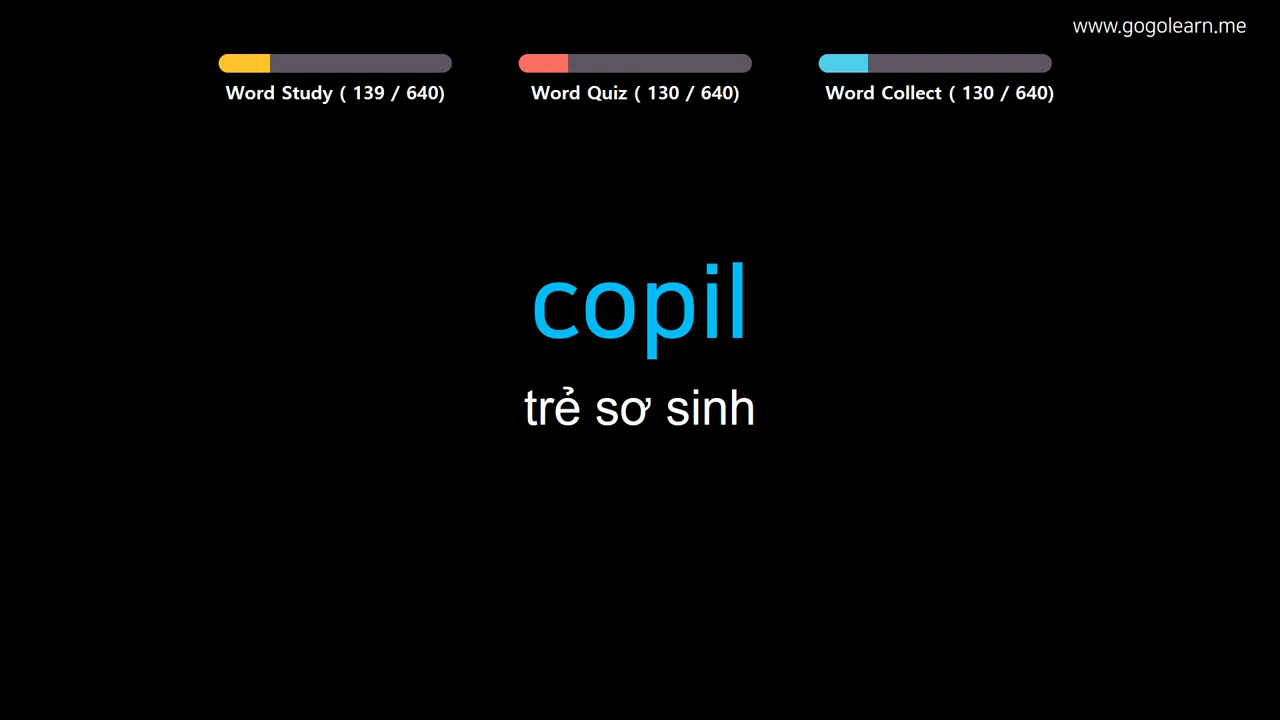 www.gogolearn.me
Word Study ( 139 / 640)
Word Quiz ( 130 / 640)
Word Collect ( 130 / 640)
copil
trẻ sơ sinh